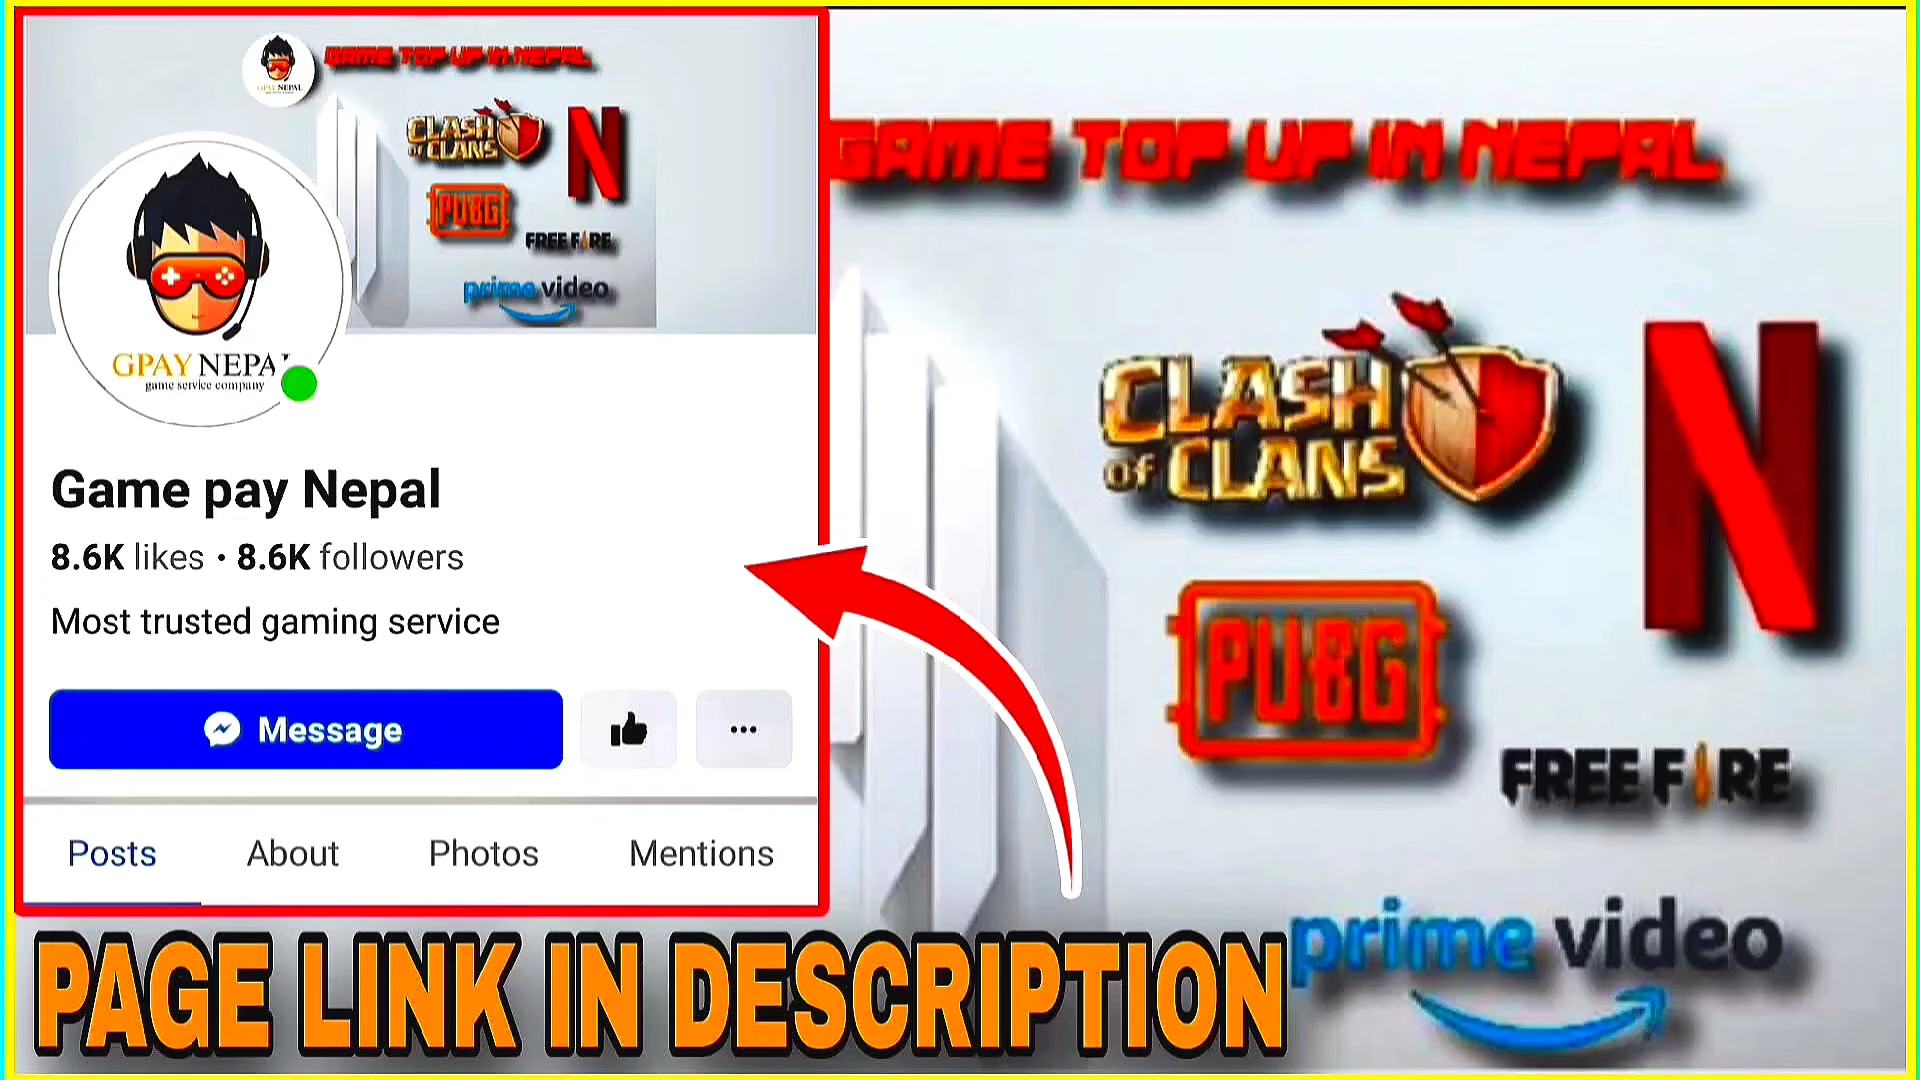 GAME TOP UP IN NEPAL
GPAY NEPAL
CLASH
OF CLANS
N
PUBG
FREE FIRE
prime video
GPAY NEPA
game service company
Game pay Nepal
8.6K likes • 8.6K followers
Most trusted gaming service
Message
Posts
About
Photos
Mentions
GAME TOP UP IN NEPAL
CLASH
OF CLANS
N
PUBG
FREE FIRE
prime video
PAGE LINK IN DESCRIPTION